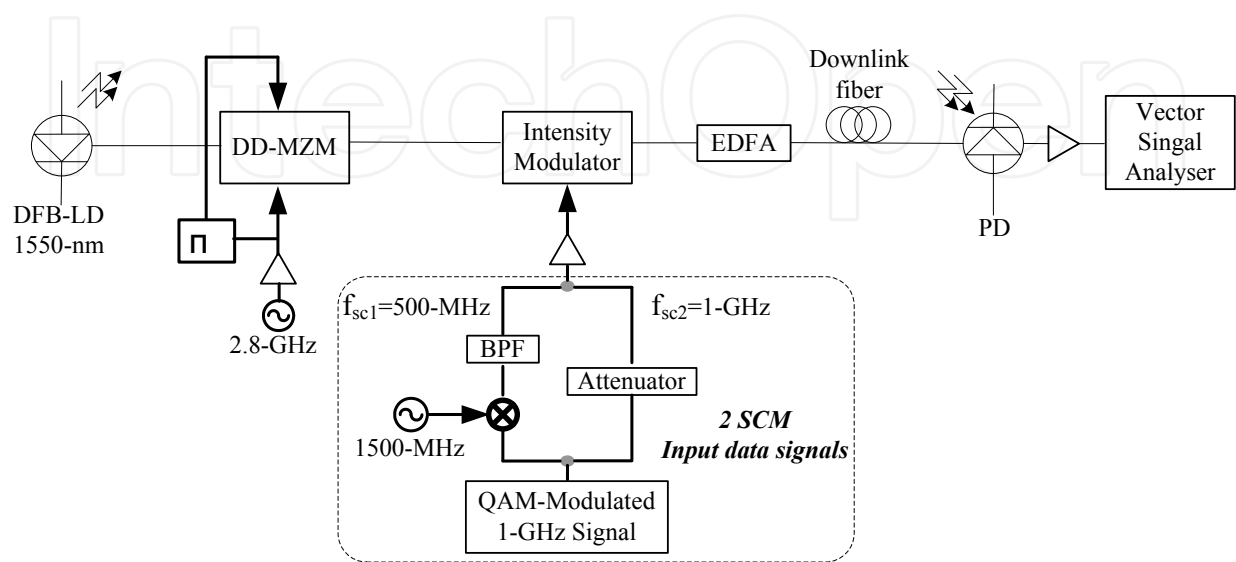 IntechOpen
Downlink
fiber
DD-MZM
Intensity
Modulator
EDFA
Vector
Singal
Analyser
DFB-LD
1550-nm
Π
PD
2.8-GHz
f_sc1=500-MHz
f_sc2=1-GHz
BPF
Attenuator
1500-MHz
2 SCM
Input data signals
QAM-Modulated
1-GHz Signal